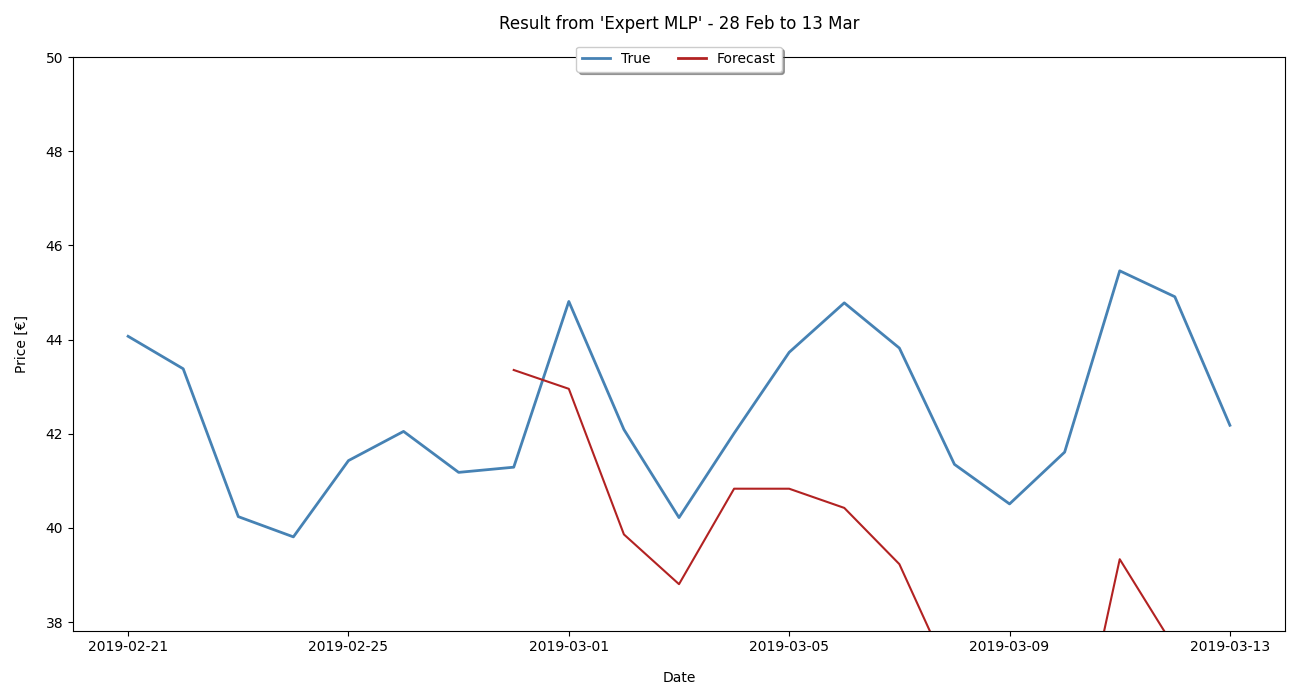 Result from 'Expert MLP' - 28 Feb to 13 Mar
True Forecast
50
48
46
44
42
40
38
Price [€]
2019-02-21 2019-02-25 2019-03-01 2019-03-05 2019-03-09 2019-03-13
Date